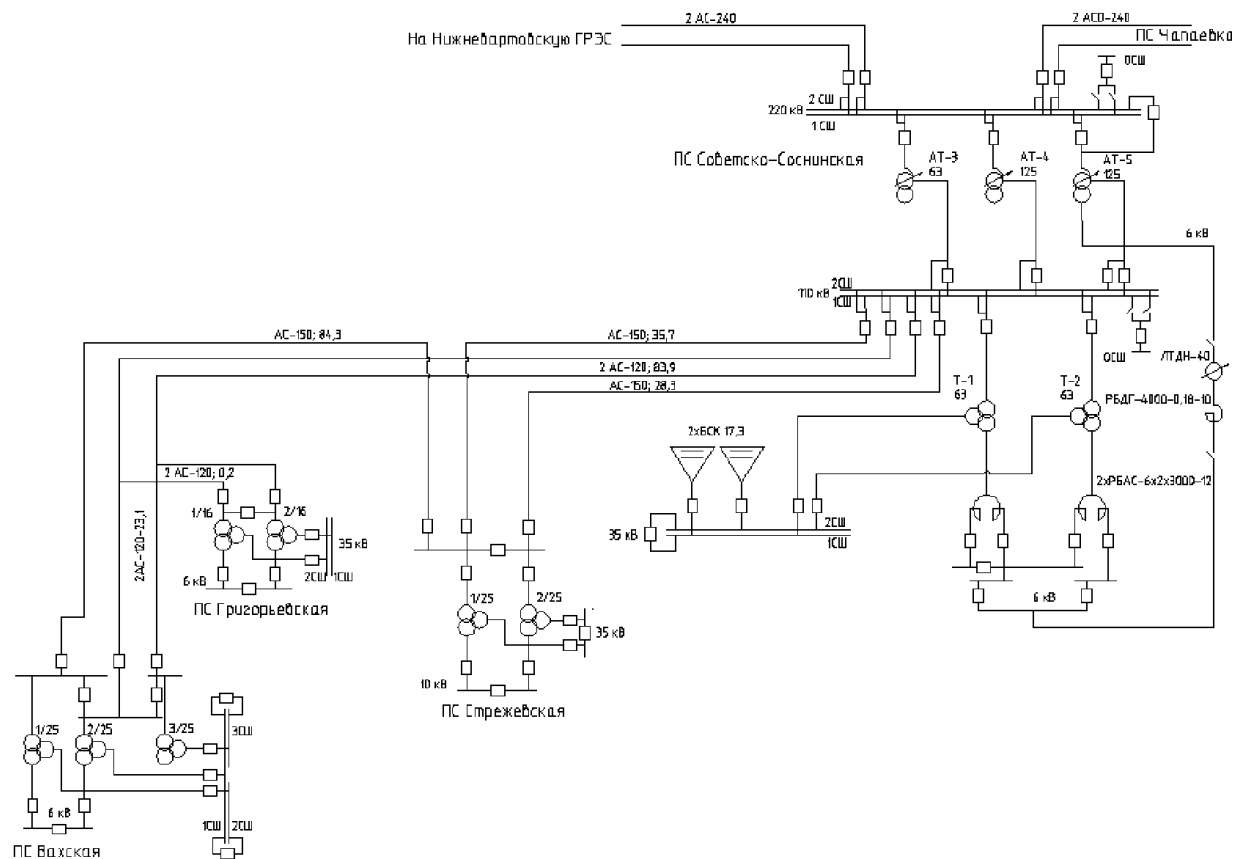 2 АС-240
2 АСО-240
На Нижневартовскую ГРЭС
ПС Чапаевка
ОСШ
2 СШ
220 кВ
1 СШ
ПС Советско-Соснинская
АТ-3
63
АТ-4
125
АТ-5
125
6 кВ
2СШ
110 кВ
1СШ
АС-150; 84,3
АС-150; 35,7
ОСШ
ЛТДН-40
2 АС-120; 83,9
АС-150; 28,3
Т-1
63
Т-2
63
РБДГ-4000-0,18-10
2хБСК 17,3
2 АС-120; 0,2
2хРБАС-6х2х3000-12
1/16
2/16
2АС-120-23,1
35 кВ
2СШ
1СШ
6 кВ
ПС Григорьевская
2СШ
35 кВ
1СШ
6 кВ
1/25
2/25
35 кВ
10 кВ
ПС Стрежевская
1/25
2/25
3/25
3СШ
6 кВ
1СШ
2СШ
ПС Вахская